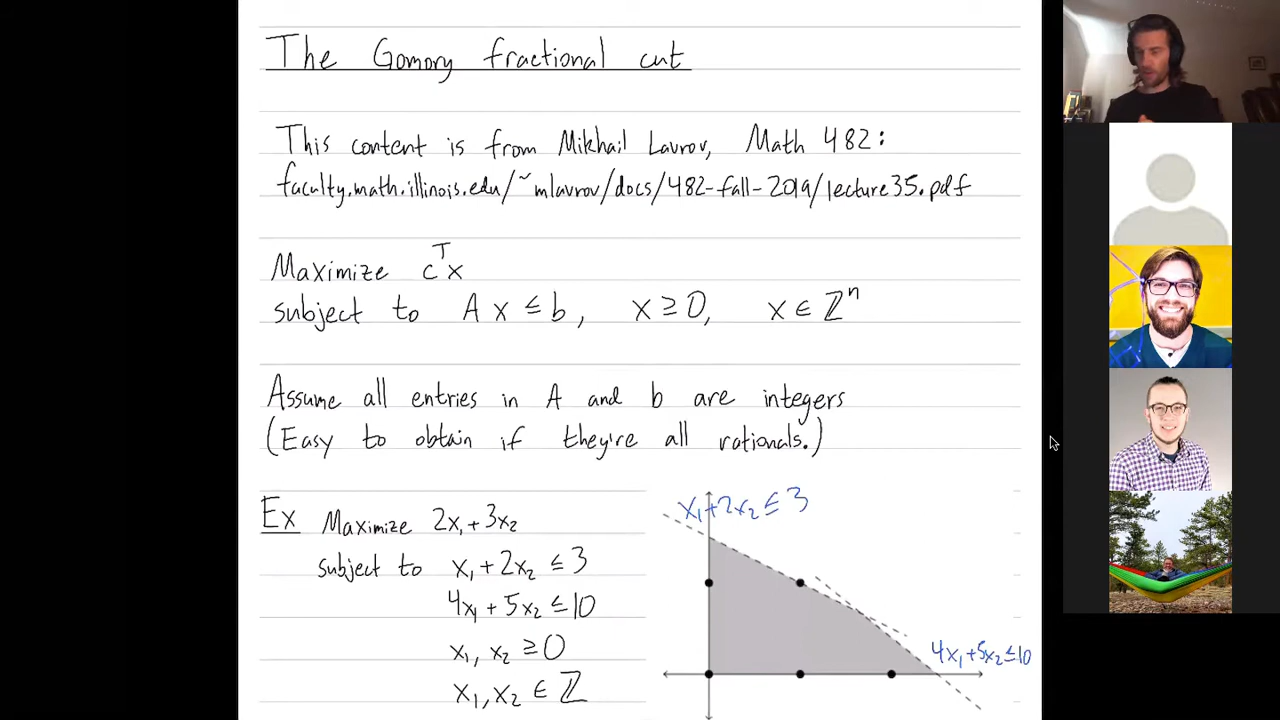 The Gomory fractional cut
This content is from Mikhail Lavrov, Math 482:
faculty.math.illinois.edu/~mlavrov/docs/482-fall-2019/lecture35.pdf
Maximize cᵀx
subject to Ax ≤ b, x ≥ 0, x ∈ ℤⁿ
Assume all entries in A and b are integers
(Easy to obtain if they're all rationals.)
Ex Maximize 2x₁+3x₂
subject to x₁+2x₂ ≤ 3
4x₁+5x₂ ≤ 10
x₁, x₂ ≥ 0
x₁, x₂ ∈ ℤ
x₁+2x₂ ≤ 3
4x₁+5x₂ ≤ 10